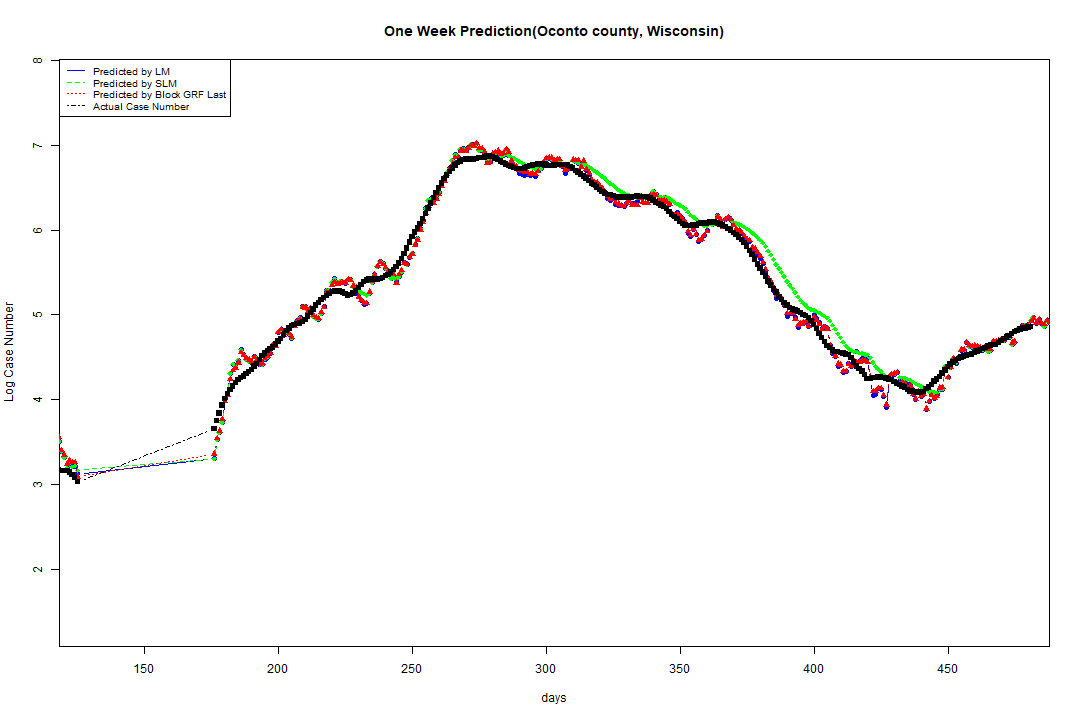 One Week Prediction(Oconto county, Wisconsin)
Predicted by LM
Predicted by SLM
Predicted by Block GRF Last
Actual Case Number
8
7
6
5
4
3
2
Log Case Number
150 200 250 300 350 400 450
days